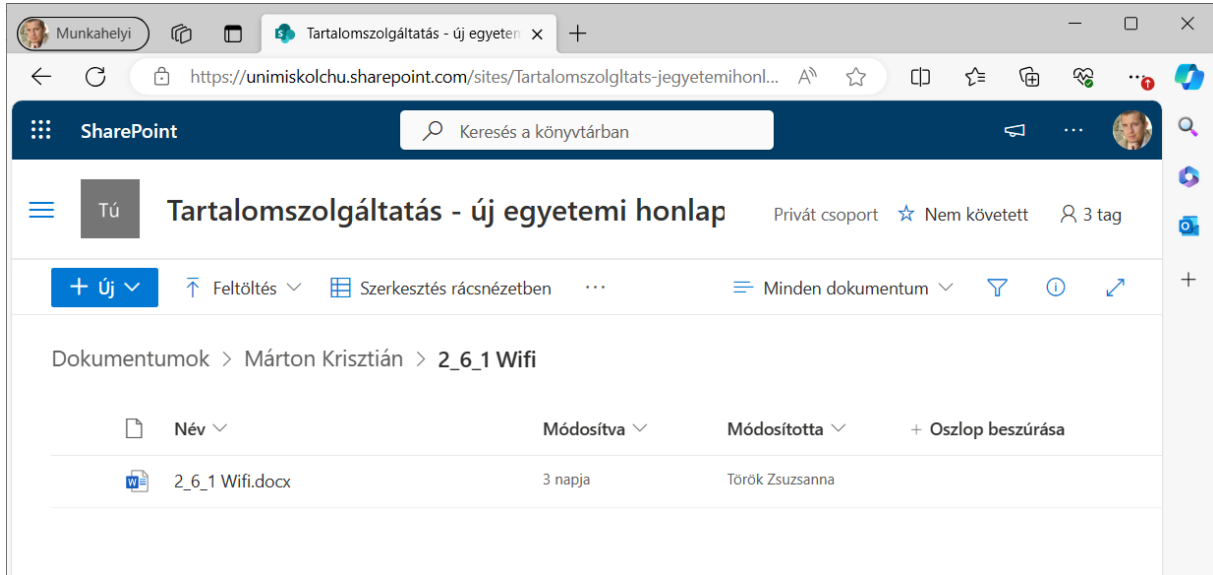 Munkahelyi
Tartalomszolgáltatás - új egyeten
https://unimiskolchu.sharepoint.com/sites/Tartalomszolgltats-jegyetemihonl...
SharePoint
Keresés a könyvtárban
Tú
Tartalomszolgáltatás - új egyetemi honlap
Privát csoport
Nem követett
3 tag
+ Új
Feltöltés
Szerkesztés rácsnézetben
...
Minden dokumentum
Dokumentumok > Márton Krisztián > 2_6_1 Wifi
Név Módosítva Módosította + Oszlop beszúrása
2_6_1 Wifi.docx 3 napja Török Zsuzsanna